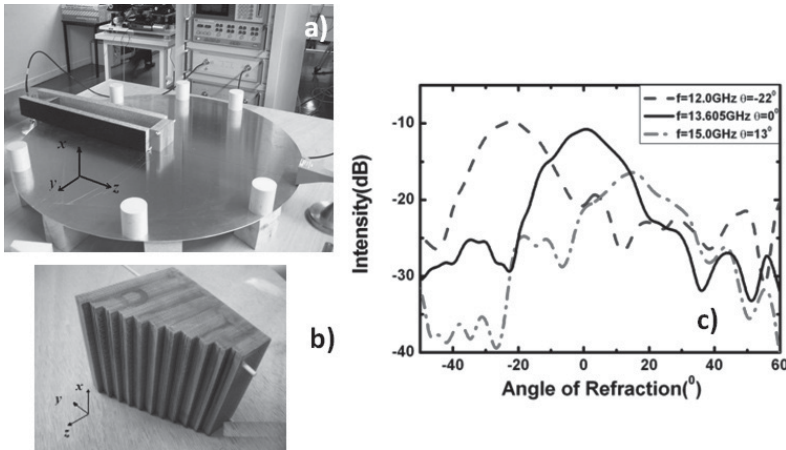 a)
x
y
z
b)
x
y
z
f=12.0GHz θ=-22⁰
f=13.605GHz θ=0⁰
f=15.0GHz θ=13⁰
-10
-20
-30
-40
Intensity(dB)
c)
-40 -20 0 20 40 60
Angle of Refraction(⁰)